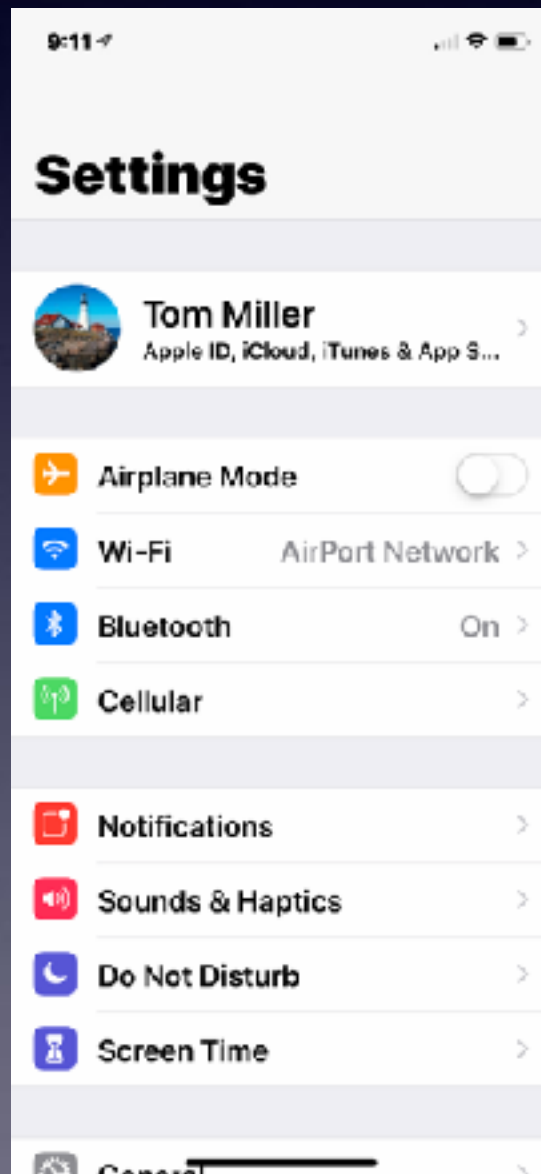 9:11
Settings
Tom Miller
Apple ID, iCloud, iTunes & App S...
Airplane Mode
Wi-Fi AirPort Network
Bluetooth On
Cellular
Notifications
Sounds & Haptics
Do Not Disturb
Screen Time
General